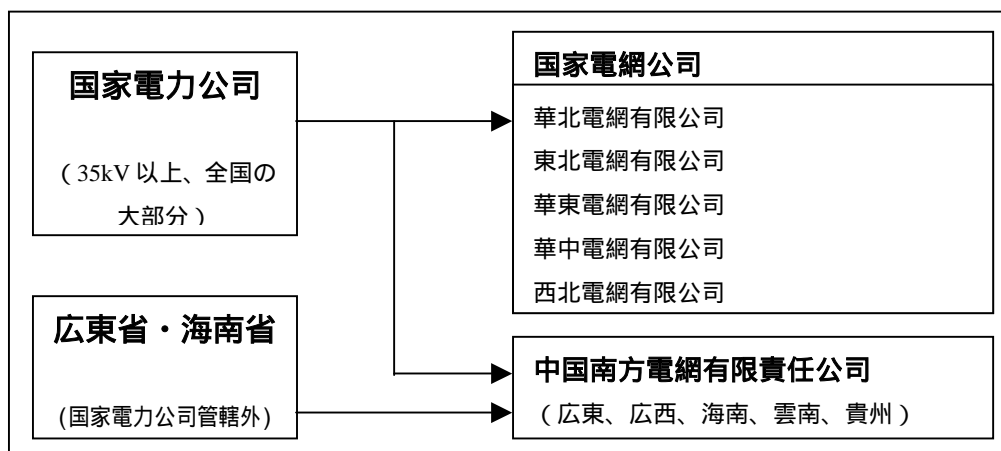 国家電力公司
（35kV 以上、全国の
大部分）
広東省・海南省
(国家電力公司管轄外)
国家電網公司
華北電網有限公司
東北電網有限公司
華東電網有限公司
華中電網有限公司
西北電網有限公司
中国南方電網有限責任公司
（広東、広西、海南、雲南、貴州）